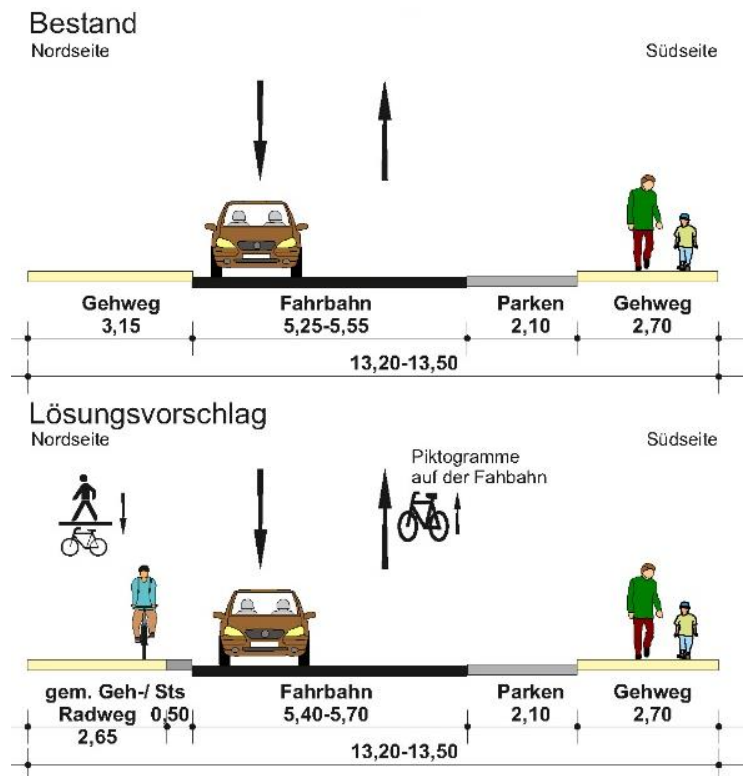 Bestand
Nordseite Südseite
Gehweg Fahrbahn Parken Gehweg
3,15 5,25-5,55 2,10 2,70
13,20-13,50
Lösungsvorschlag
Nordseite Südseite
Piktogramme
auf der Fahbahn
gem. Geh-/ Sts Fahrbahn Parken Gehweg
Radweg 0,50 5,40-5,70 2,10 2,70
2,65
13,20-13,50